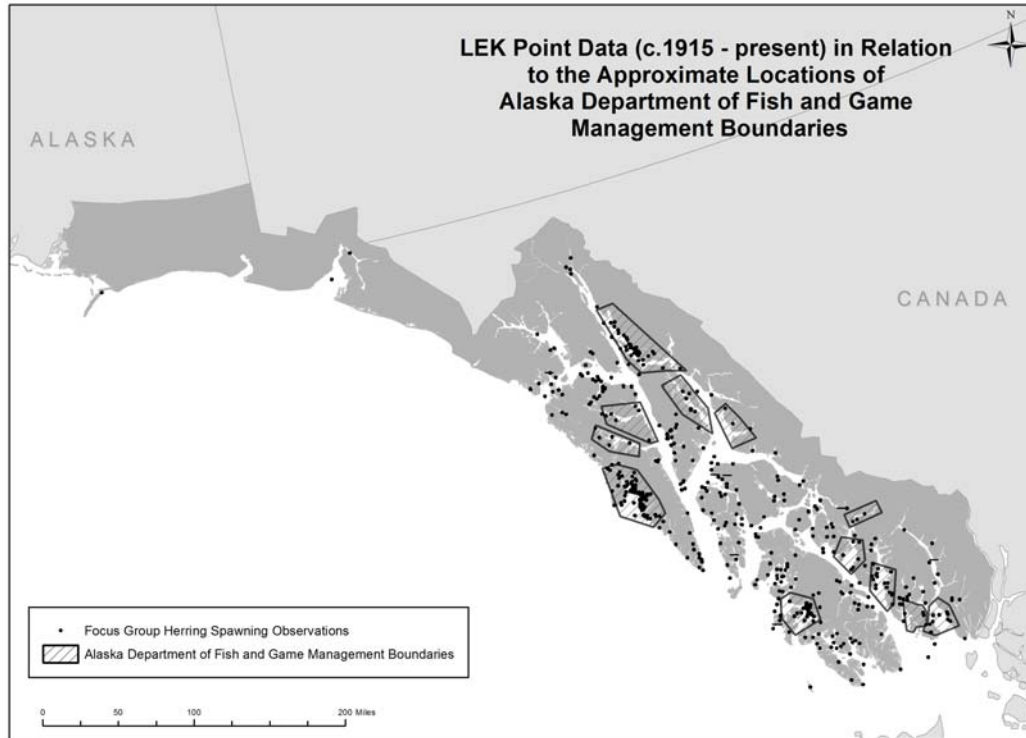 LEK Point Data (c.1915 - present) in Relation
to the Approximate Locations of
Alaska Department of Fish and Game
Management Boundaries
N
ALASKA
CANADA
Focus Group Herring Spawning Observations
Alaska Department of Fish and Game Management Boundaries
0 50 100 200 Miles